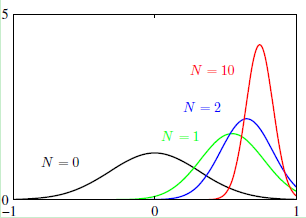 5
N = 10
N = 2
N = 1
N = 0
0
−1 0 1